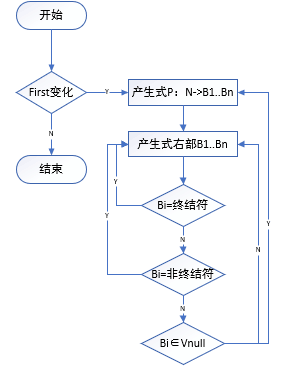 开始
First变化
Y
产生式P：N->B1..Bn
N
产生式右部B1..Bn
结束
Y
Bi=终结符
Y
N
Y
N
Bi=非终结符
N
Bi∈Vnull